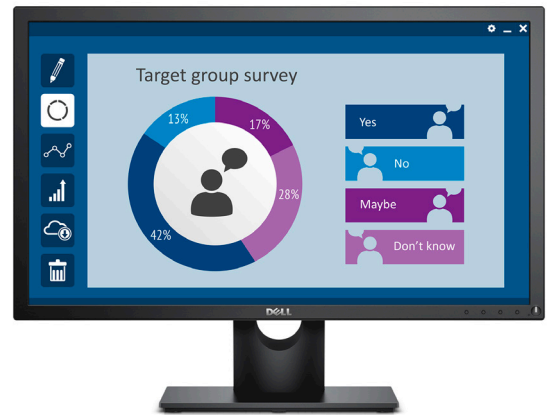 Target group survey
13%
17%
28%
42%
Yes
No
Maybe
Don't know
DELL